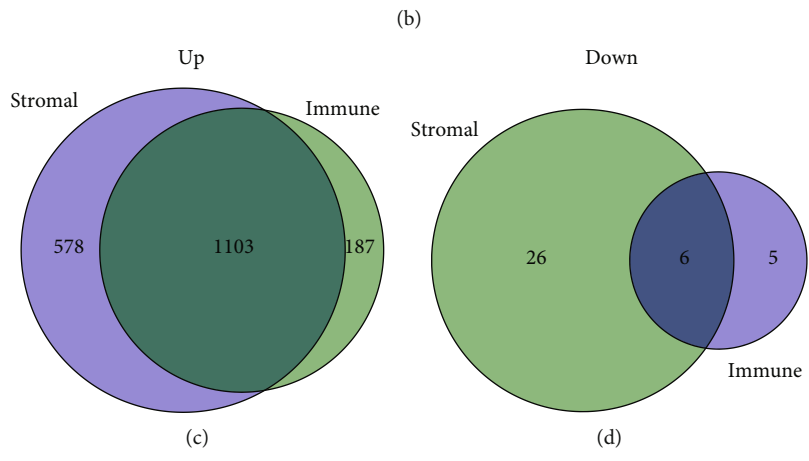 (b)
Up
Stromal
Immune
578
1103
187
(c)
Down
Stromal
26
6
5
Immune
(d)